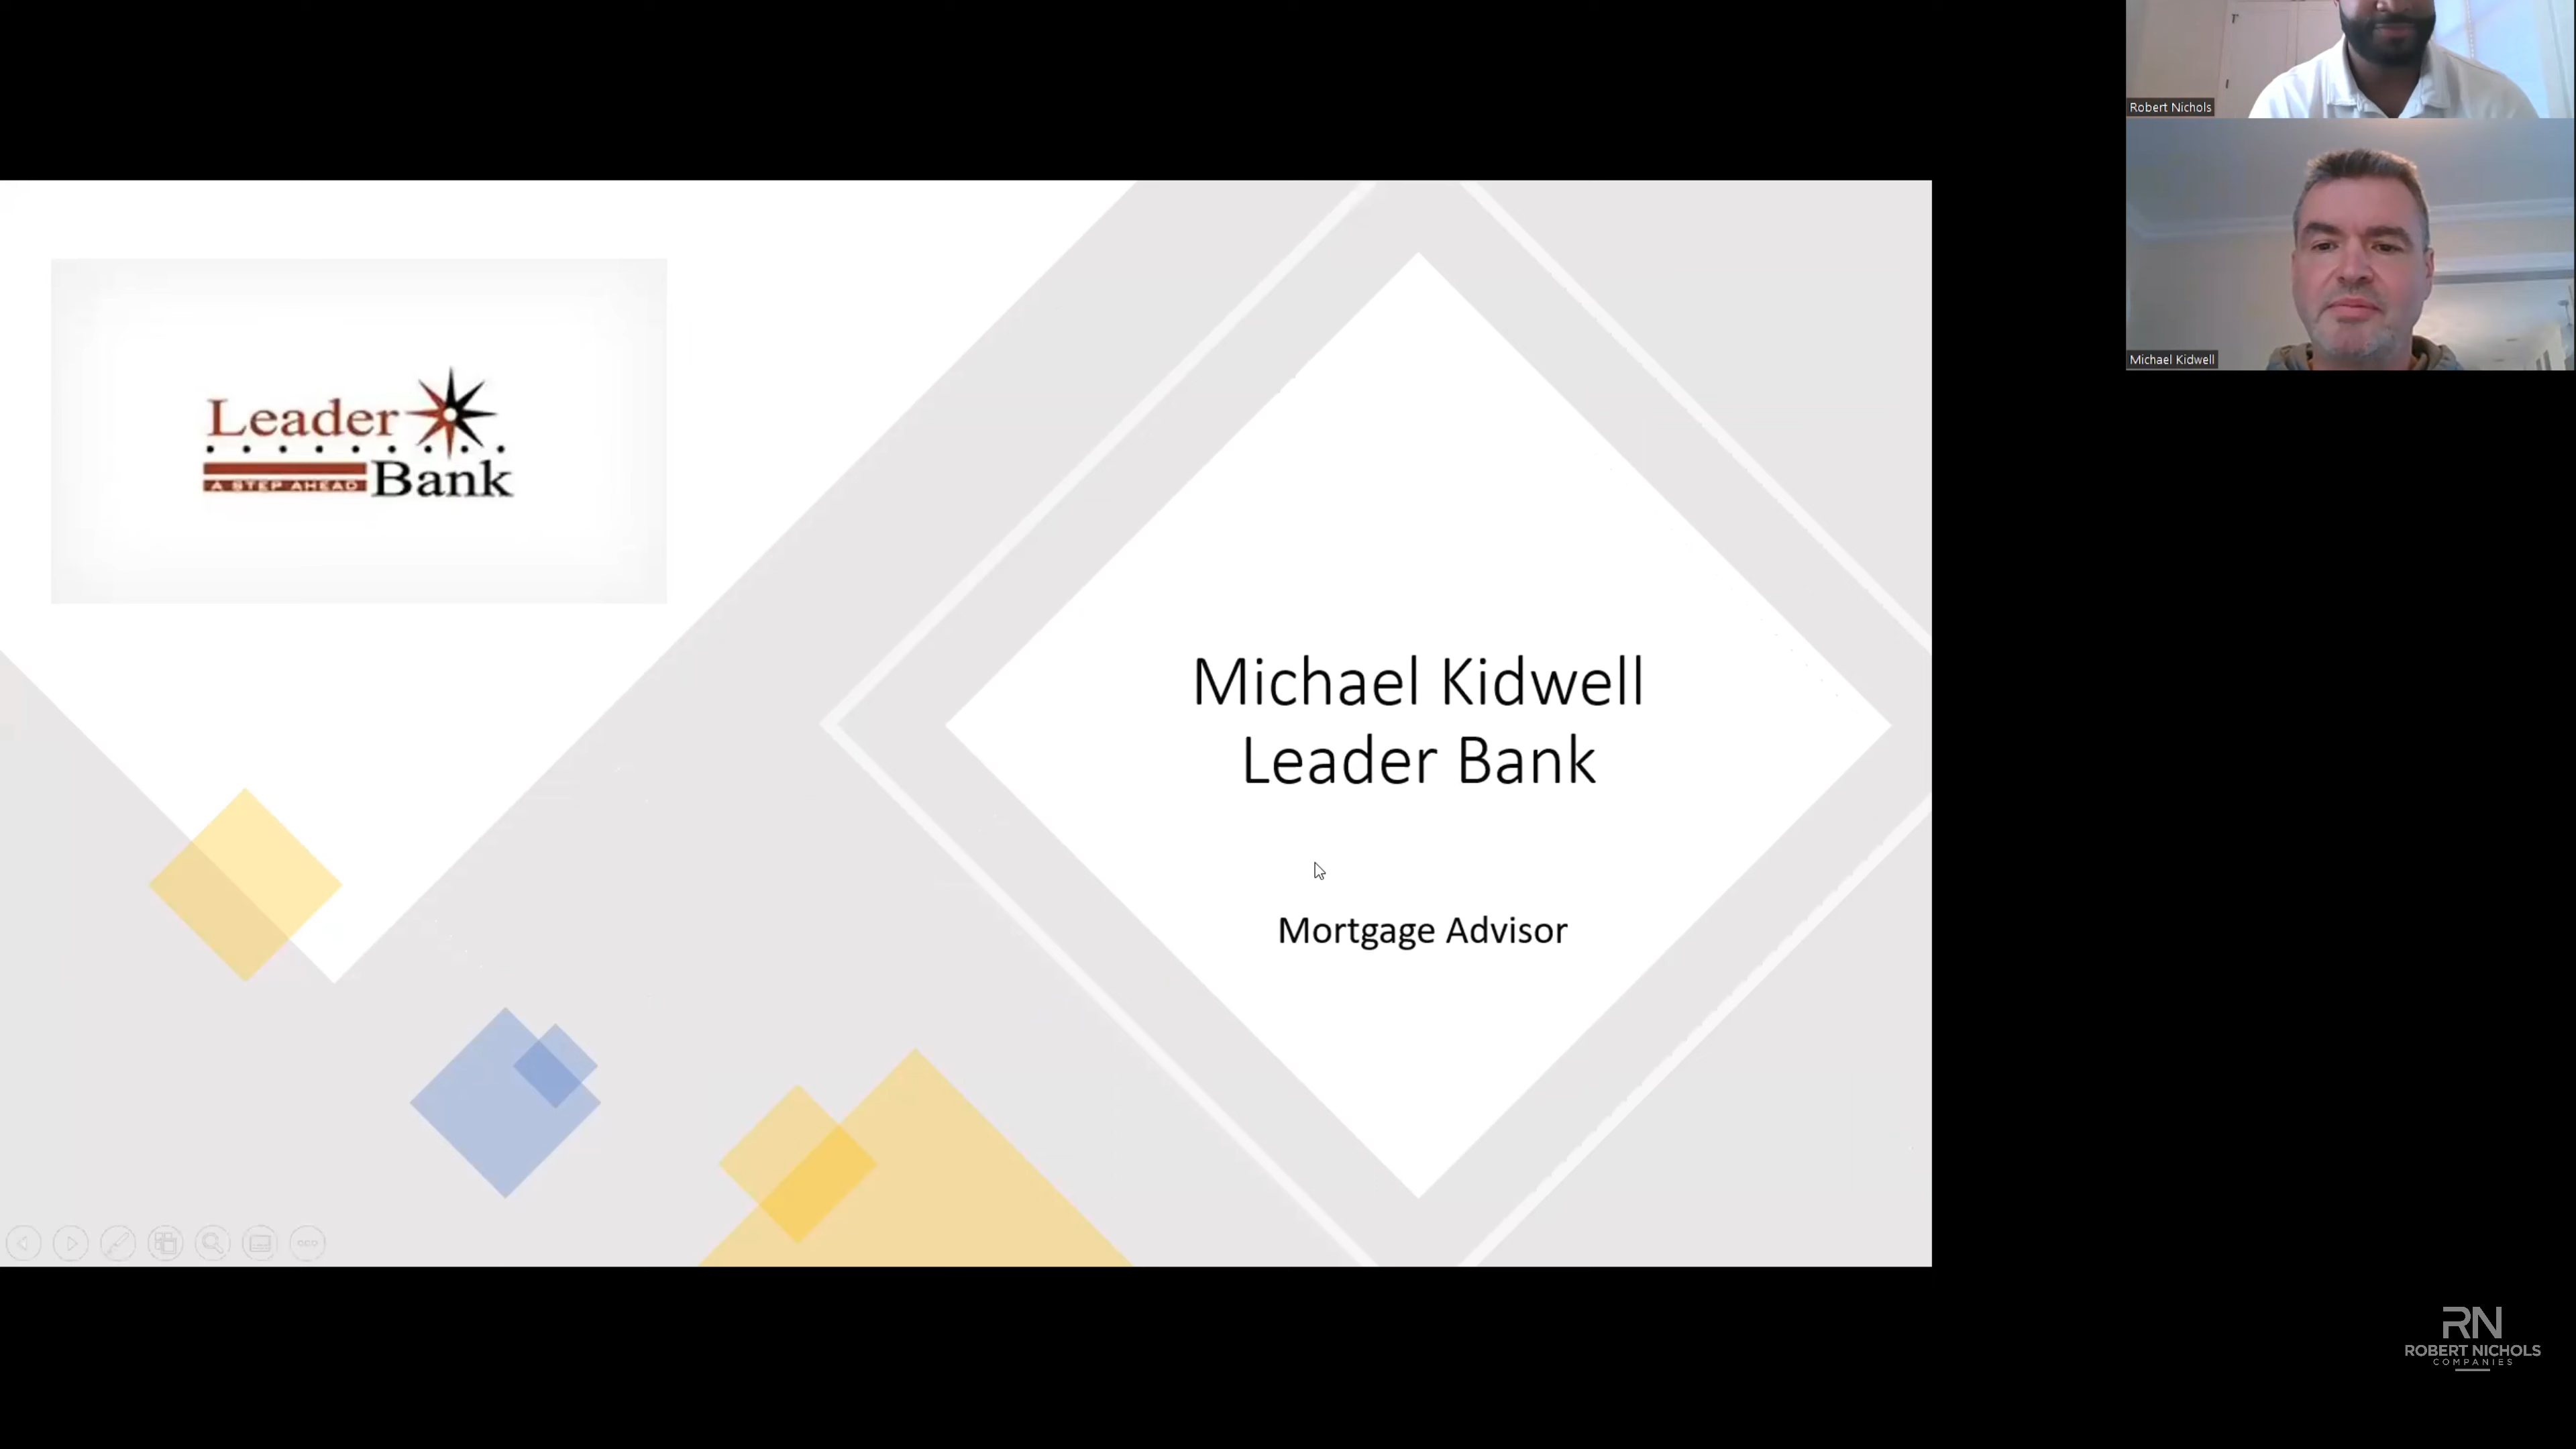 Robert Nichols
Michael Kidwell
Leader
A STEP AHEAD Bank
Michael Kidwell
Leader Bank
Mortgage Advisor
RN
ROBERT NICHOLS
COMPANIES